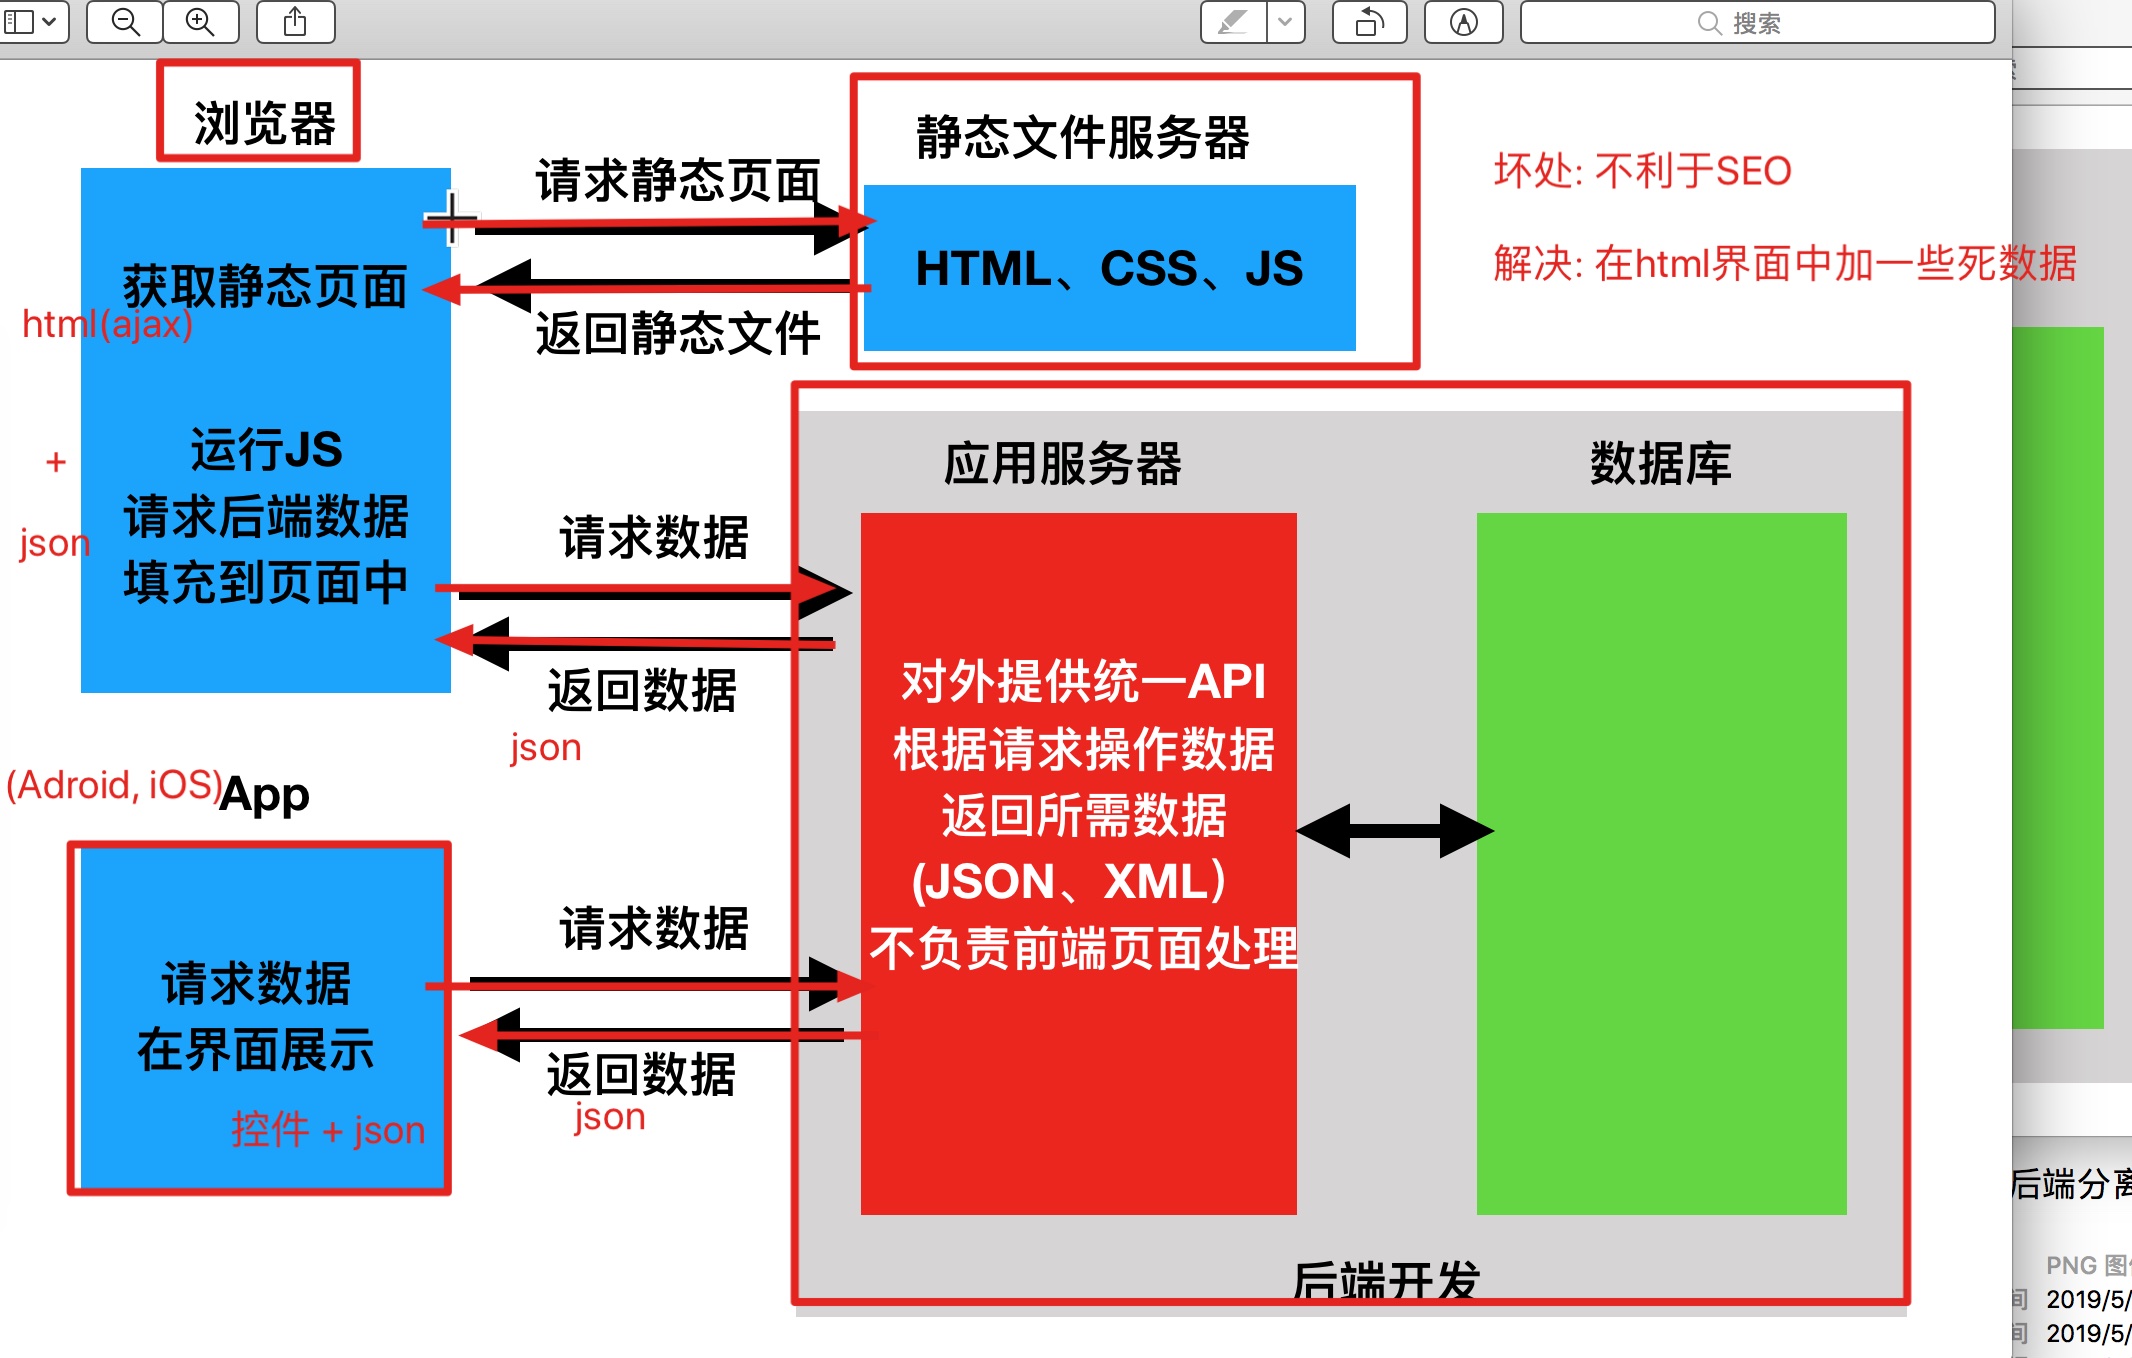 搜索
浏览器
静态文件服务器
请求静态页面
坏处: 不利于SEO
HTML、CSS、JS
解决: 在html界面中加一些死数据
获取静态页面
html(ajax)
返回静态文件
运行JS
+
请求后端数据
json
填充到页面中
应用服务器
数据库
请求数据
返回数据
json
对外提供统一API
根据请求操作数据
返回所需数据
(JSON、XML)
不负责前端页面处理
(Adroid, iOS)
App
请求数据
请求数据
在界面展示
返回数据
json
控件 + json
后端开发
后端分离
PNG 图
间 2019/5/
间 2019/5/